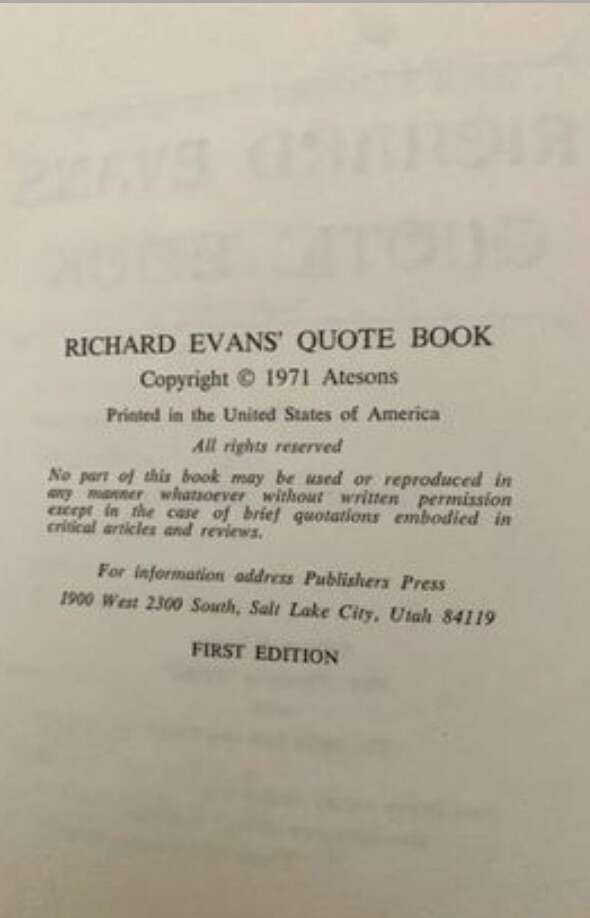 RICHARD EVANS' QUOTE BOOK
Copyright © 1971 Atesons
Printed in the United States of America
All rights reserved
No part of this book may be used or reproduced in
any manner whatsoever without written permission
except in the case of brief quotations embodied in
critical articles and reviews.
For information address Publishers Press
1900 West 2300 South, Salt Lake City, Utah 84119
FIRST EDITION